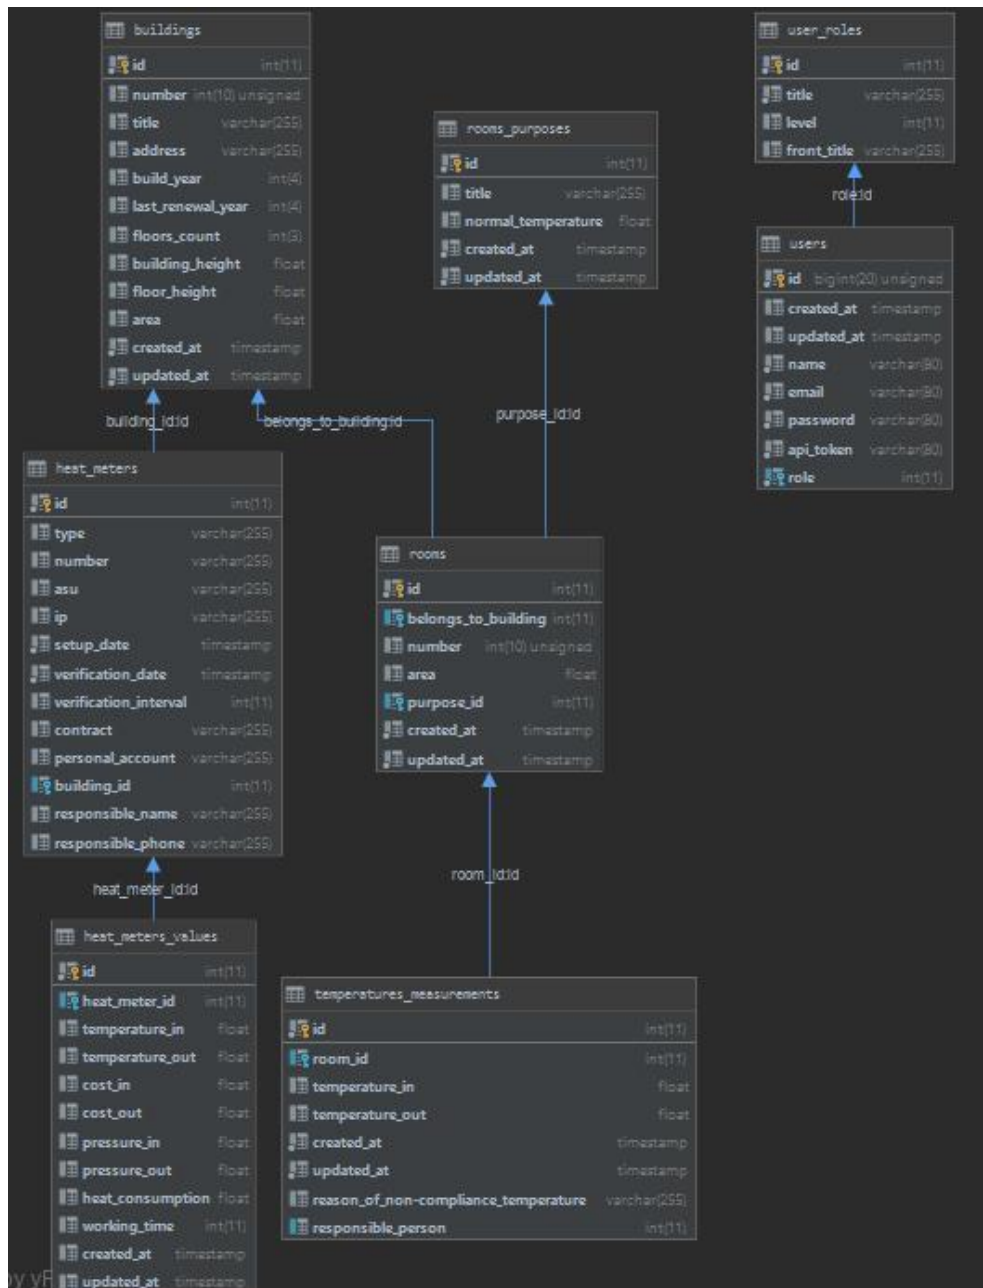 buildings
id int(11)
number int(10) unsigned
title varchar(255)
address varchar(255)
build_year int(4)
last_renewal_year int(4)
floors_count int(3)
building_height float
floor_height float
area float
created_at timestamp
updated_at timestamp
user_roles
id int(11)
title varchar(255)
level int(11)
front_title varchar(255)
rooms_purposes
id int(11)
title varchar(255)
normal_temperature float
created_at timestamp
updated_at timestamp
role:id
users
id bigint(20) unsigned
created_at timestamp
updated_at timestamp
name varchar(80)
email varchar(80)
password varchar(80)
api_token varchar(80)
role int(11)
building_id:id
belongs_to_building:id
purpose_id:id
heat_meters
id int(11)
type varchar(255)
number varchar(255)
asu varchar(255)
ip varchar(255)
setup_date timestamp
verification_date timestamp
verification_interval int(11)
contract varchar(255)
personal_account varchar(255)
building_id int(11)
responsible_name varchar(255)
responsible_phone varchar(255)
rooms
id int(11)
belongs_to_building int(11)
number int(10) unsigned
area float
purpose_id int(11)
created_at timestamp
updated_at timestamp
heat_meter_id:id
room_id:id
heat_meters_values
id int(11)
heat_meter_id int(11)
temperature_in float
temperature_out float
cost_in float
cost_out float
pressure_in float
pressure_out float
heat_consumption float
working_time int(11)
created_at timestamp
updated_at timestamp
temperatures_measurements
id int(11)
room_id int(11)
temperature_in float
temperature_out float
created_at timestamp
updated_at timestamp
reason_of_non-compliance_temperature varchar(255)
responsible_person int(11)